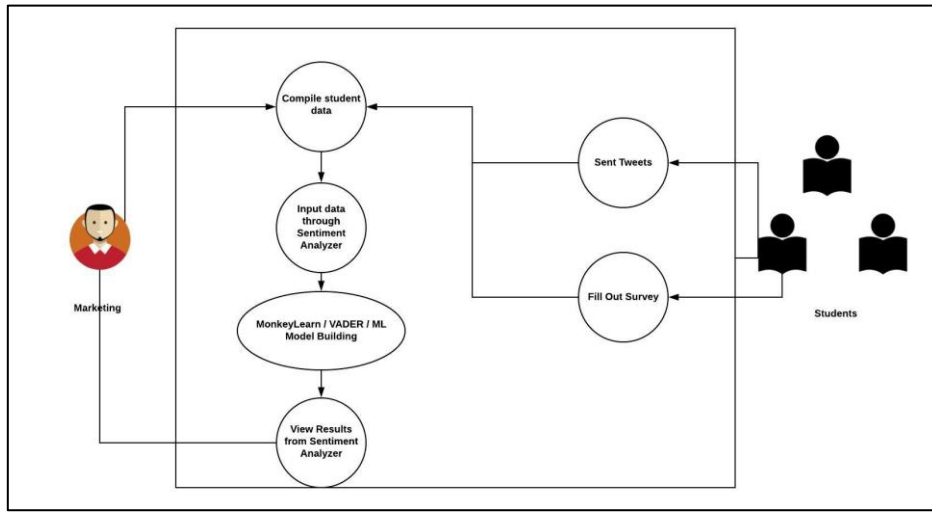 Compile student
data
Sent Tweets
Input data
through
Sentiment
Analyzer
Marketing
Fill Out Survey
Students
MonkeyLearn / VADER / ML
Model Building
View Results
from Sentiment
Analyzer